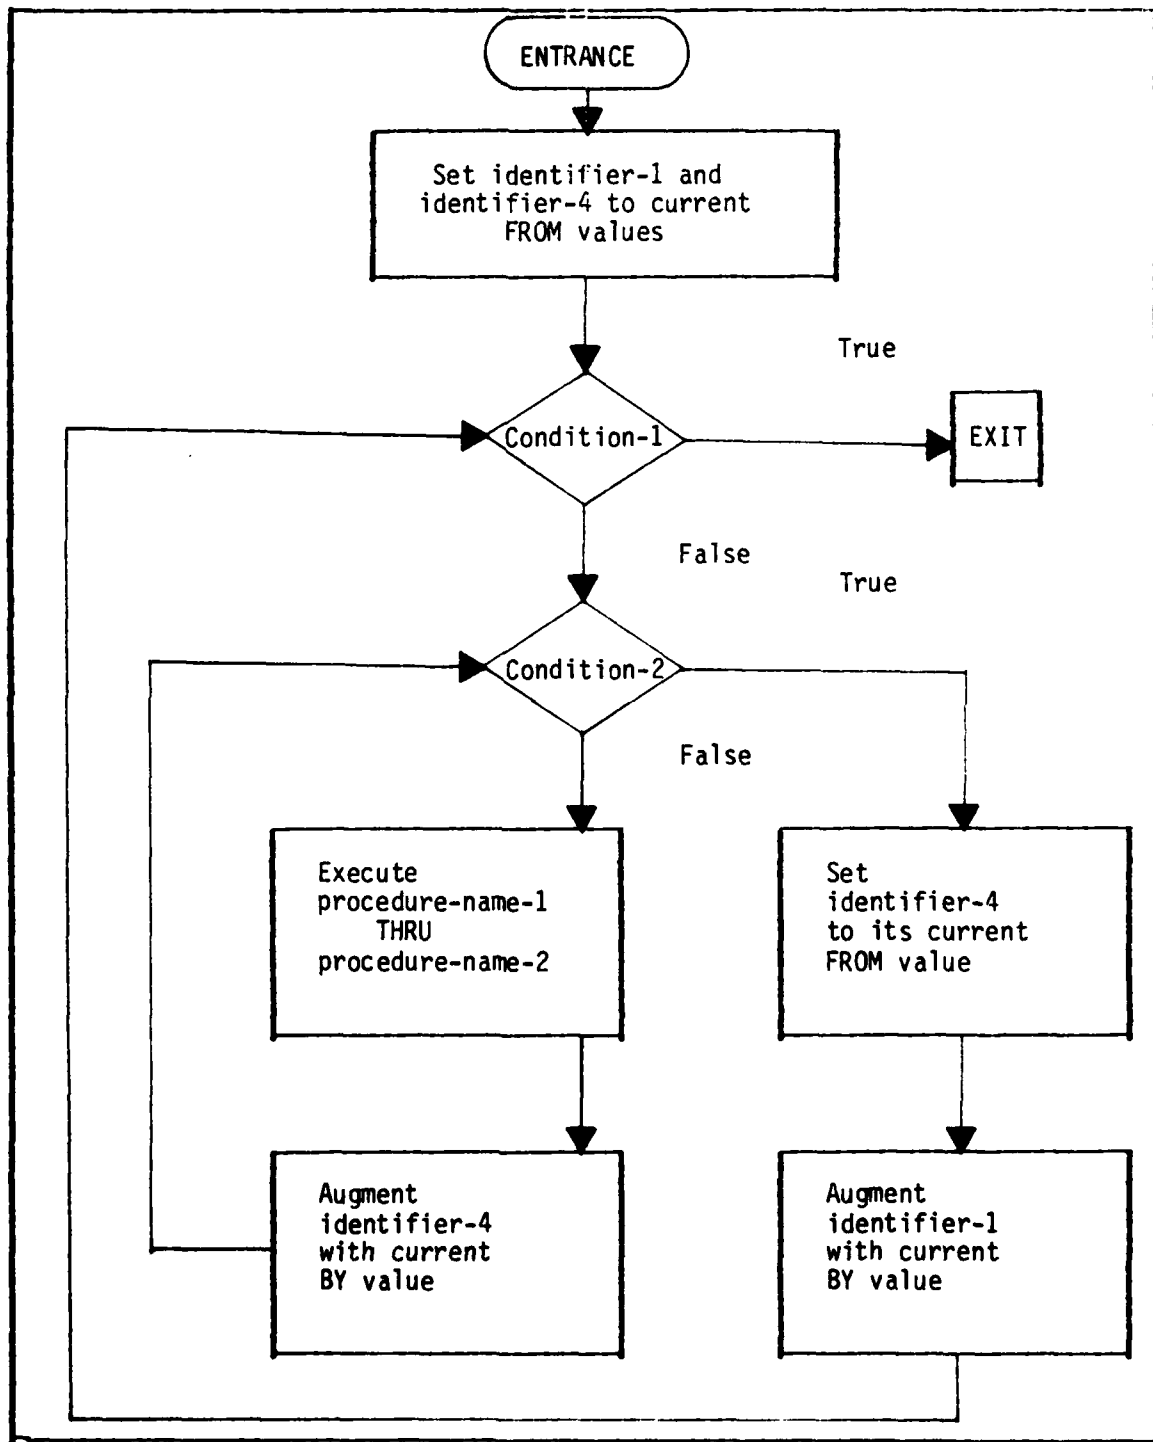 ENTRANCE
Set identifier-1 and
identifier-4 to current
FROM values
True
Condition-1
EXIT
False
True
Condition-2
False
Execute
procedure-name-1
THRU
procedure-name-2
Set
identifier-4
to its current
FROM value
Augment
identifier-4
with current
BY value
Augment
identifier-1
with current
BY value